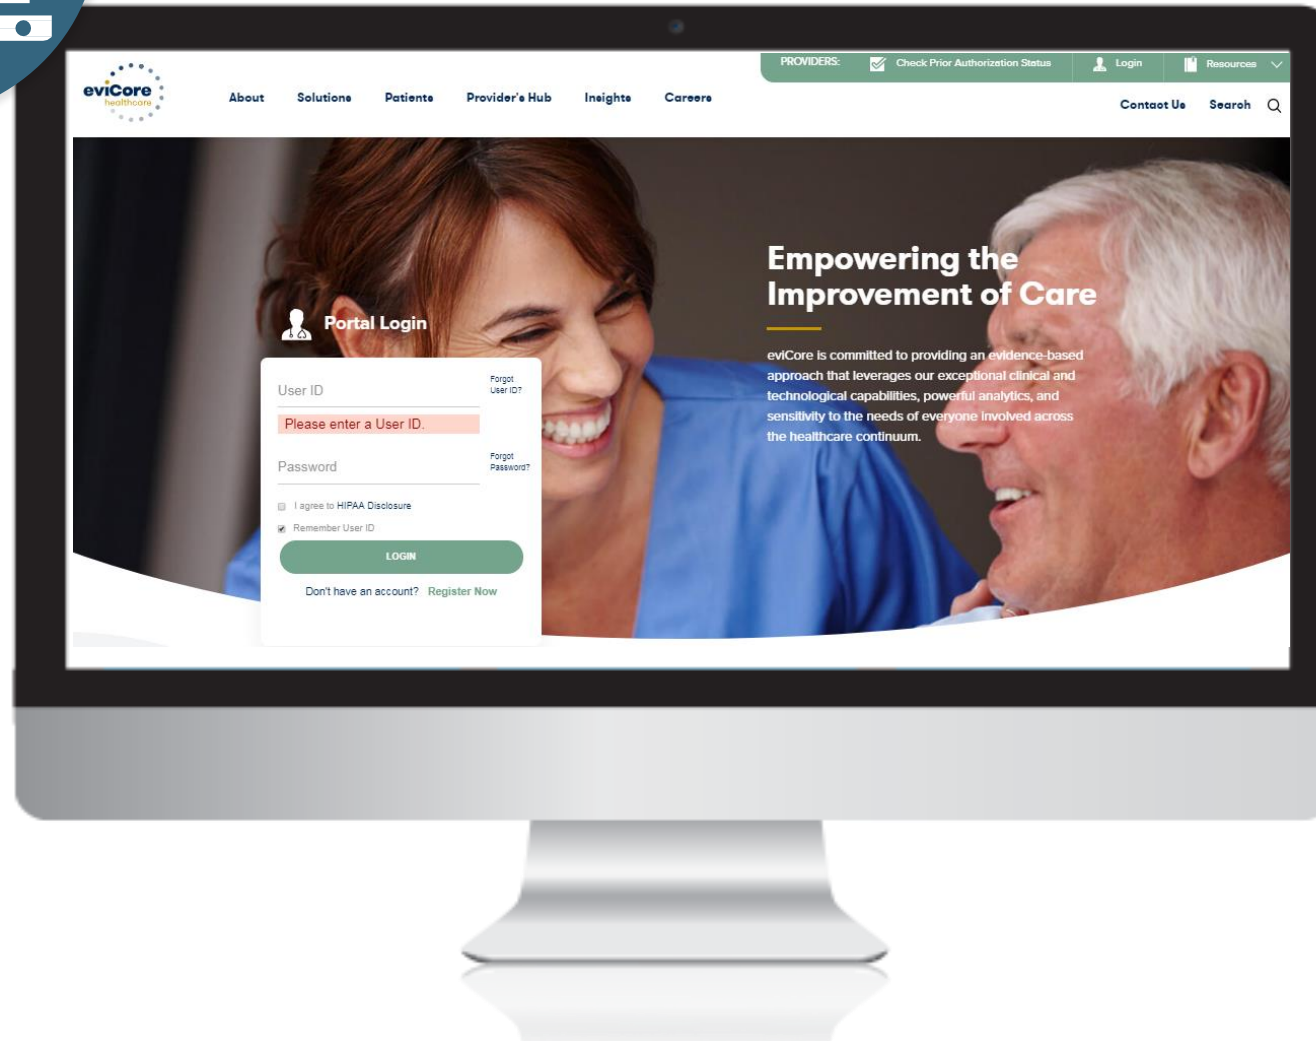 PROVIDERS: Check Prior Authorization Status Login Resources
eviCore
healthcare
About Solutions Patients Provider's Hub Insights Careers
Contact Us Search
Empowering the
Improvement of Care
eviCore is committed to providing an evidence-based
approach that leverages our exceptional clinical and
technological capabilities, powerful analytics, and
sensitivity to the needs of everyone involved across
the healthcare continuum.
Portal Login
User ID
Forgot
User ID?
Please enter a User ID.
Password
Forgot
Password?
I agree to HIPAA Disclosure
Remember User ID
LOGIN
Don't have an account? Register Now